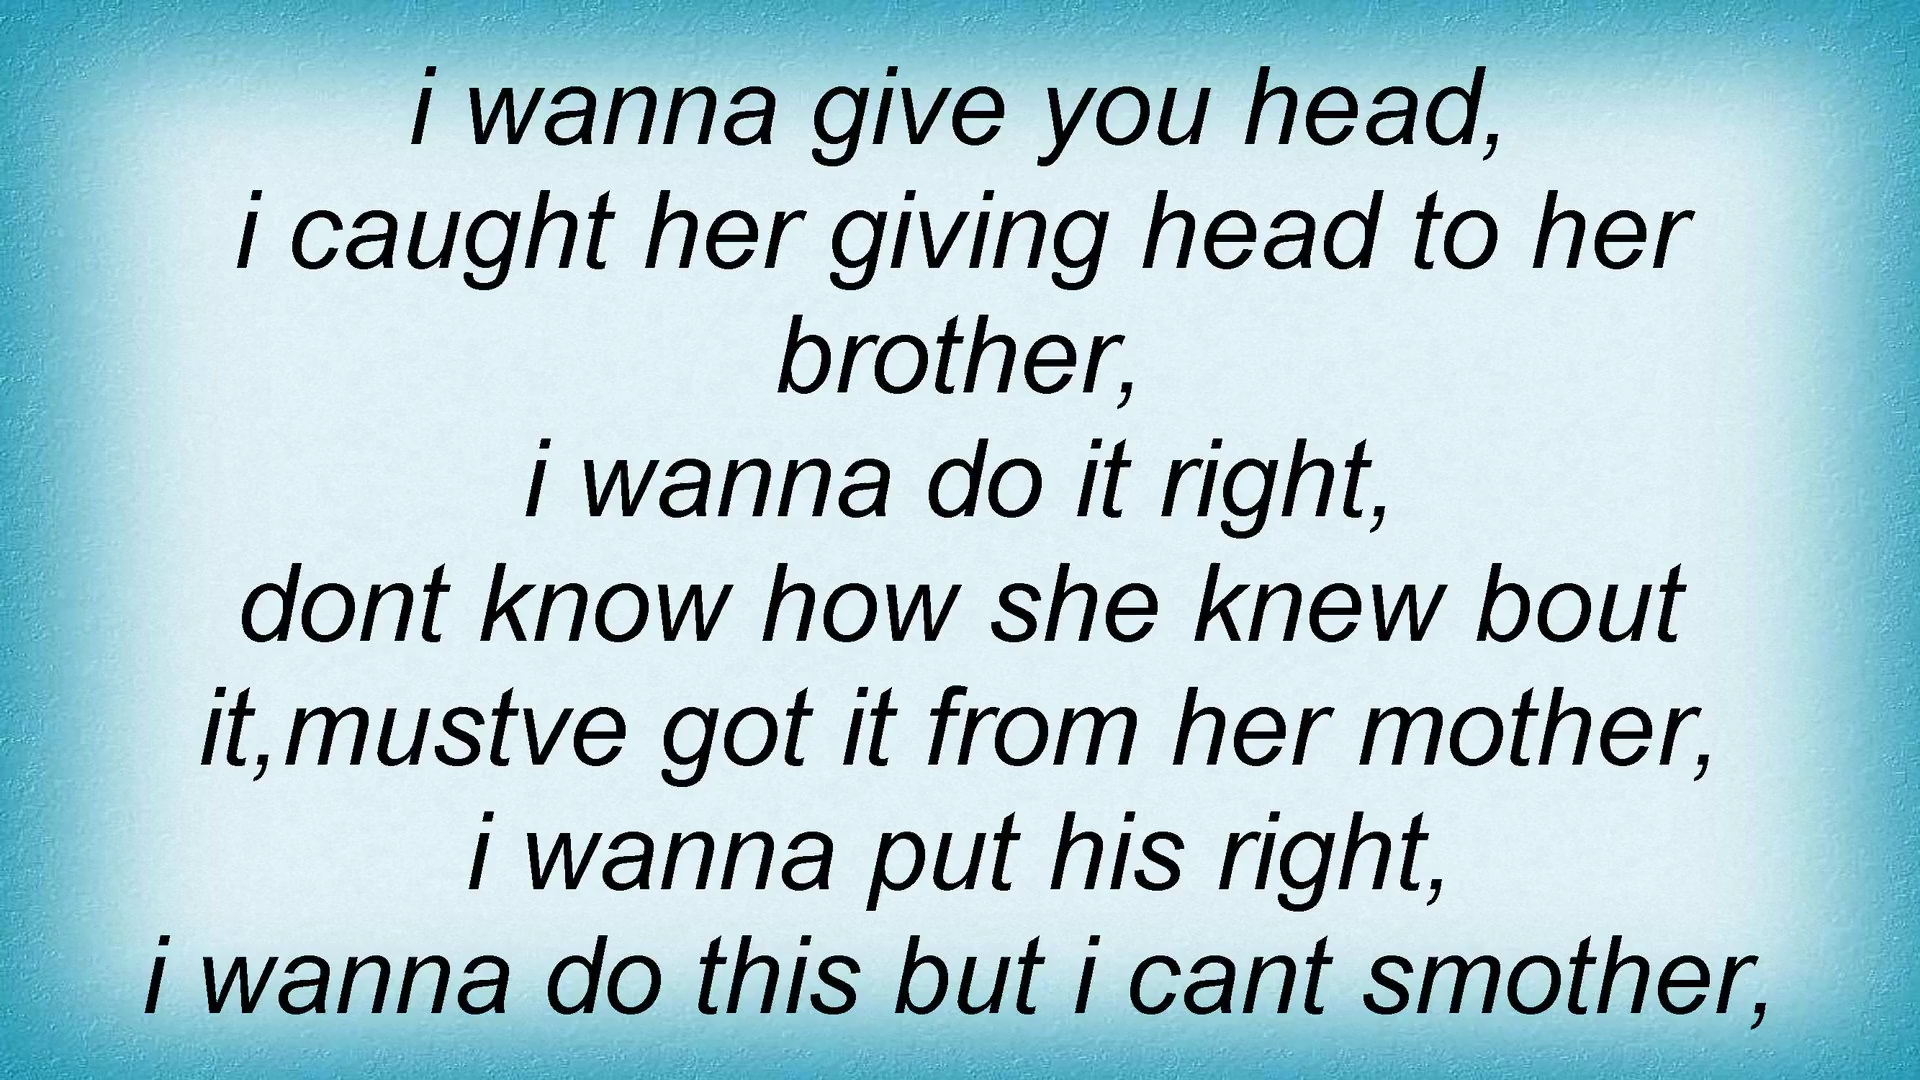 i wanna give you head,
i caught her giving head to her
brother,
i wanna do it right,
dont know how she knew bout
it,mustve got it from her mother,
i wanna put his right,
i wanna do this but i cant smother,